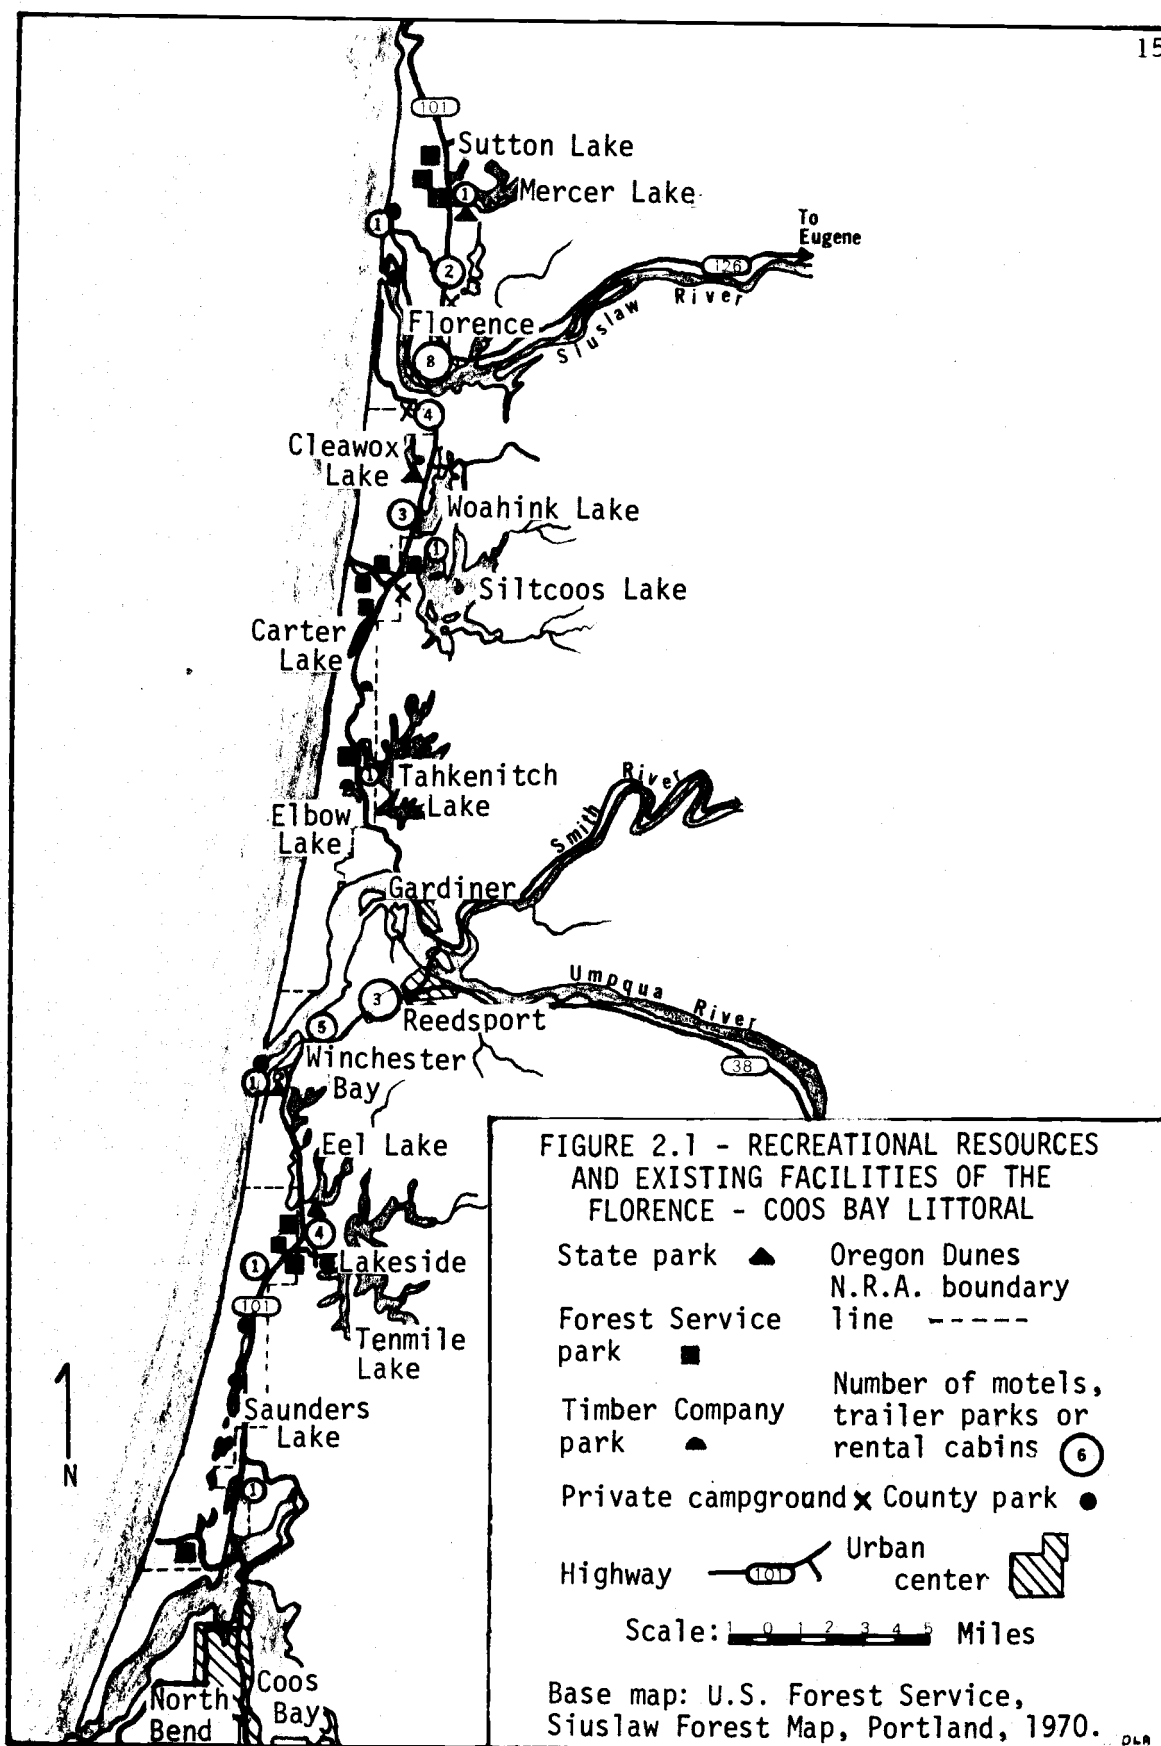 15
101
Sutton Lake
1
Mercer Lake
1
To
Eugene
2
126
Siuslaw River
Florence
8
4
Cleawox
Lake
3
Woahink Lake
1
Siltcoos Lake
Carter
Lake
1
Tahkenitch
Lake
Elbow
Lake
Smith River
Gardiner
Umpqua River
3
Reedsport
5
Winchester
Bay
1
38
Eel Lake
4
1
Lakeside
101
Tenmile
Lake
Saunders
Lake
N
1
Coos
Bay
North
Bend
FIGURE 2.1 - RECREATIONAL RESOURCES
AND EXISTING FACILITIES OF THE
FLORENCE - COOS BAY LITTORAL
State park
Oregon Dunes
N.R.A. boundary
line
Forest Service
park
Number of motels,
trailer parks or
rental cabins 6
Timber Company
park
Private campground
County park
Highway 101
Urban
center
Scale: 1 0 1 2 3 4 5 Miles
Base map: U.S. Forest Service,
Siuslaw Forest Map, Portland, 1970.